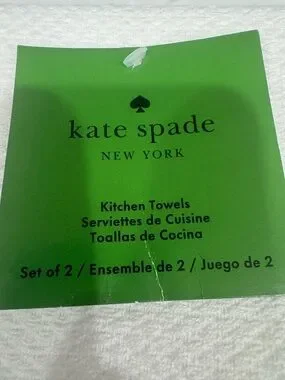 kate spade
NEW YORK
Kitchen Towels
Serviettes de Cuisine
Toallas de Cocina
Set of 2 / Ensemble de 2 / Juego de 2